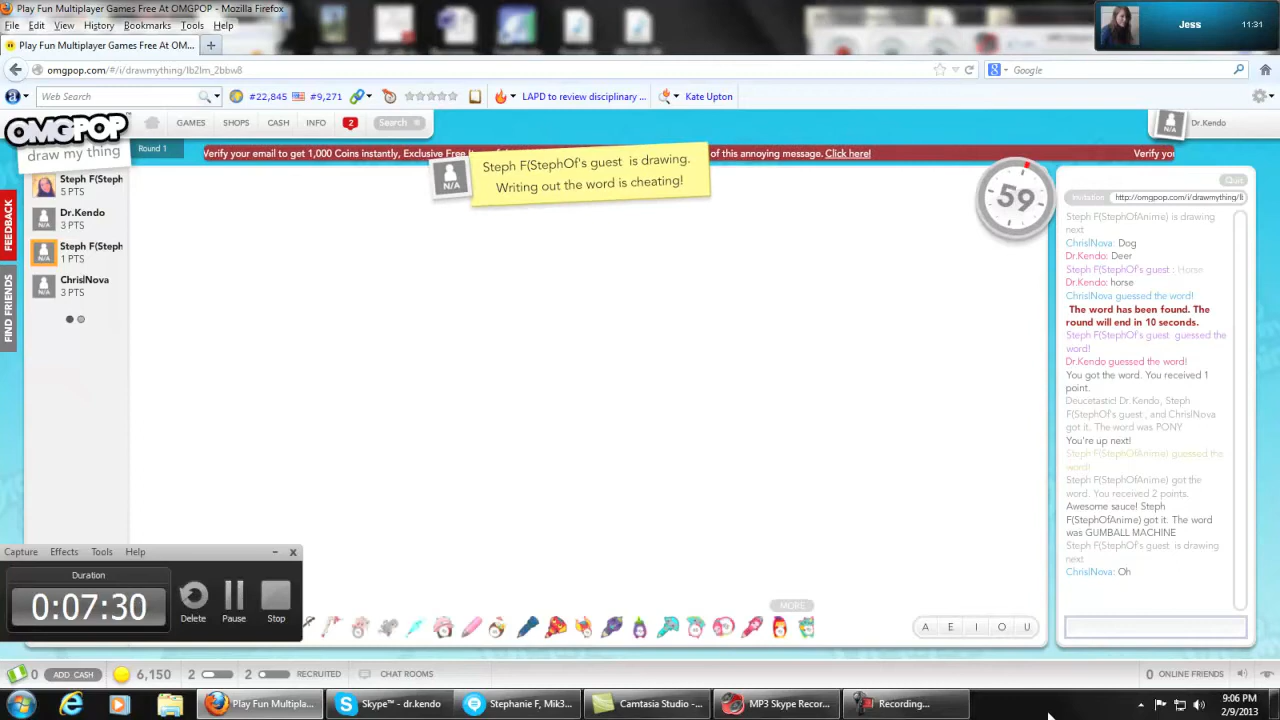 Play Fun Multiplayer Games Free At OMGPOP - Mozilla Firefox
File Edit View History Bookmarks Tools Help
Play Fun Multiplayer Games Free At OM...
omgpop.com/#/i/drawmything/lb2lm_2bbw8
Google
Web Search
#22,845
#9,271
LAPD to review disciplinary ...
Kate Upton
Jess
11:31
OMGPOP
GAMES SHOPS CASH INFO 2 Search
N/A
Dr.Kendo
draw my thing
Round 1
Verify your email to get 1,000 Coins instantly, Exclusive Free
of this annoying message. Click here!
Verify yo
N/A
Steph F(StephOf's guest is drawing.
Writing out the word is cheating!
59
FEEDBACK
FIND FRIENDS
Steph F(Steph
5 PTS
N/A
Dr.Kendo
3 PTS
N/A
Steph F(Steph
1 PTS
N/A
ChrisINova
3 PTS
Quit
Invitation http://omgpop.com/i/drawmything/ll
Steph F(StephOfAnime) is drawing
next
ChrisINova: Dog
Dr.Kendo: Deer
Steph F(StephOf's guest : Horsn
Dr.Kendo: horse
ChrisINova guessed the word!
The word has been found. The
round will end in 10 seconds.
Steph F(StephOf's guest guessed the
word!
Dr.Kendo guessed the word!
You got the word. You received 1
point.
Deucetastic! Dr.Kendo, Steph
F(StephOf's guest , and ChrisINova
got it. The word was PONY
You're up next!
Steph F(StephOfAnime) guessed the
word!
Steph F(StephOfAnime) got the
word. You received 2 points.
Awesome sauce! Steph
F(StephOfAnime) got it. The word
was GUMBALL MACHINE
Steph F(StephOf's guest is drawing
next
ChrisINova: Oh
Capture Effects Tools Help
Duration
0:07:30
Delete Pause Stop
MORE
A E I O U
0 ADD CASH 6,150 2 2 RECRUITED CHAT ROOMS
0 ONLINE FRIENDS
Play Fun Multipla...
Skype™ - dr.kendo
Stephanie F, Mik3...
Camtasia Studio -...
MP3 Skype Recor...
Recording...
9:06 PM
2/9/2013